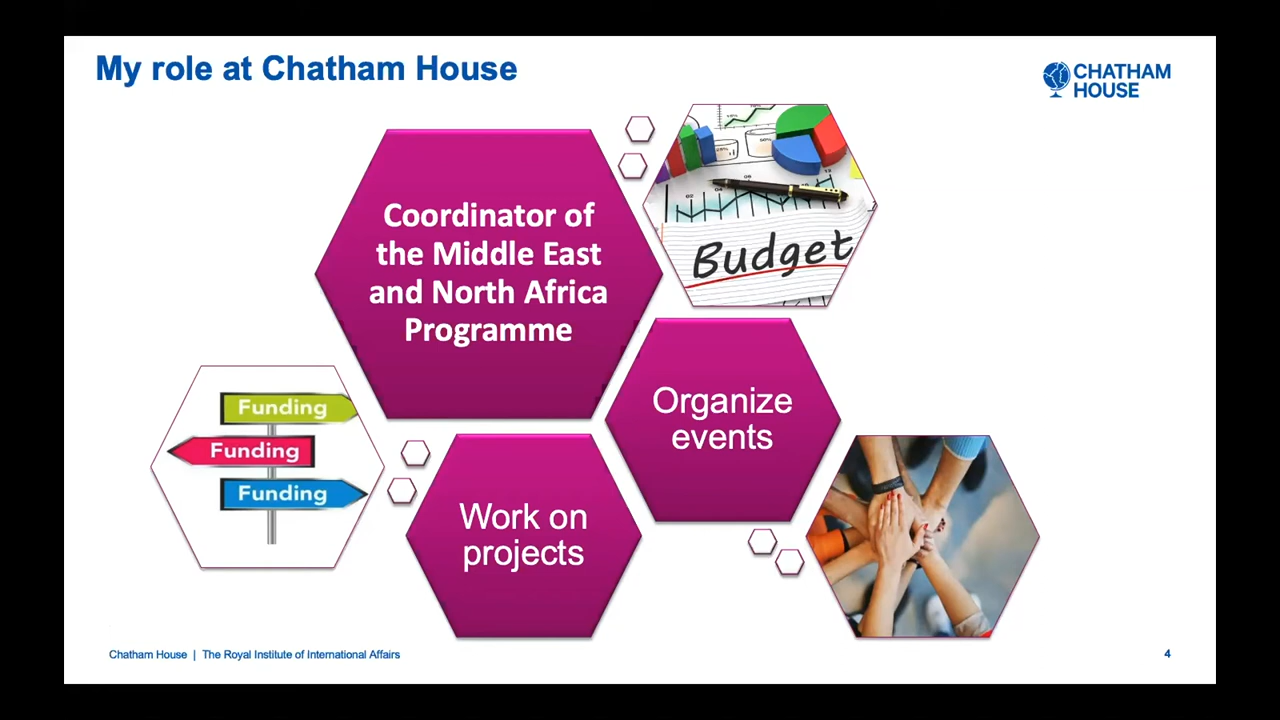 My role at Chatham House
CHATHAM
HOUSE
Coordinator of
the Middle East
and North Africa
Programme
Budget
Organize
events
Funding
Funding
Funding
Work on
projects
Chatham House | The Royal Institute of International Affairs
4